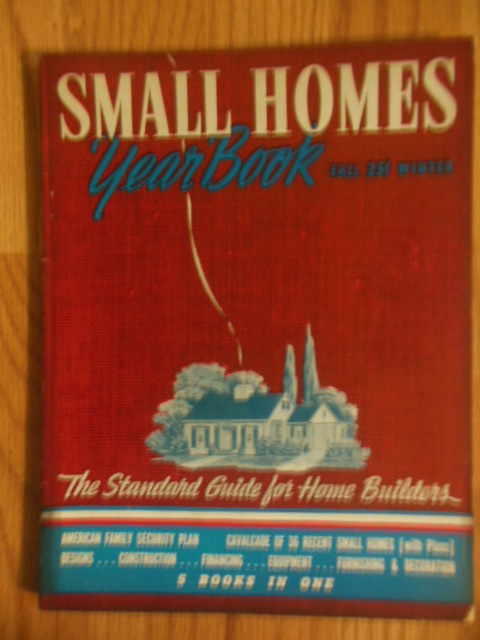 SMALL HOMES
Year Book FALL 25¢ WINTER
The Standard Guide for Home Builders
AMERICAN FAMILY SECURITY PLAN CAVALCADE OF 36 RECENT SMALL HOMES [with Plans]
DESIGNS . . . CONSTRUCTION . . . FINANCING . . . EQUIPMENT . . . FURNISHING & DECORATION
5 BOOKS IN ONE